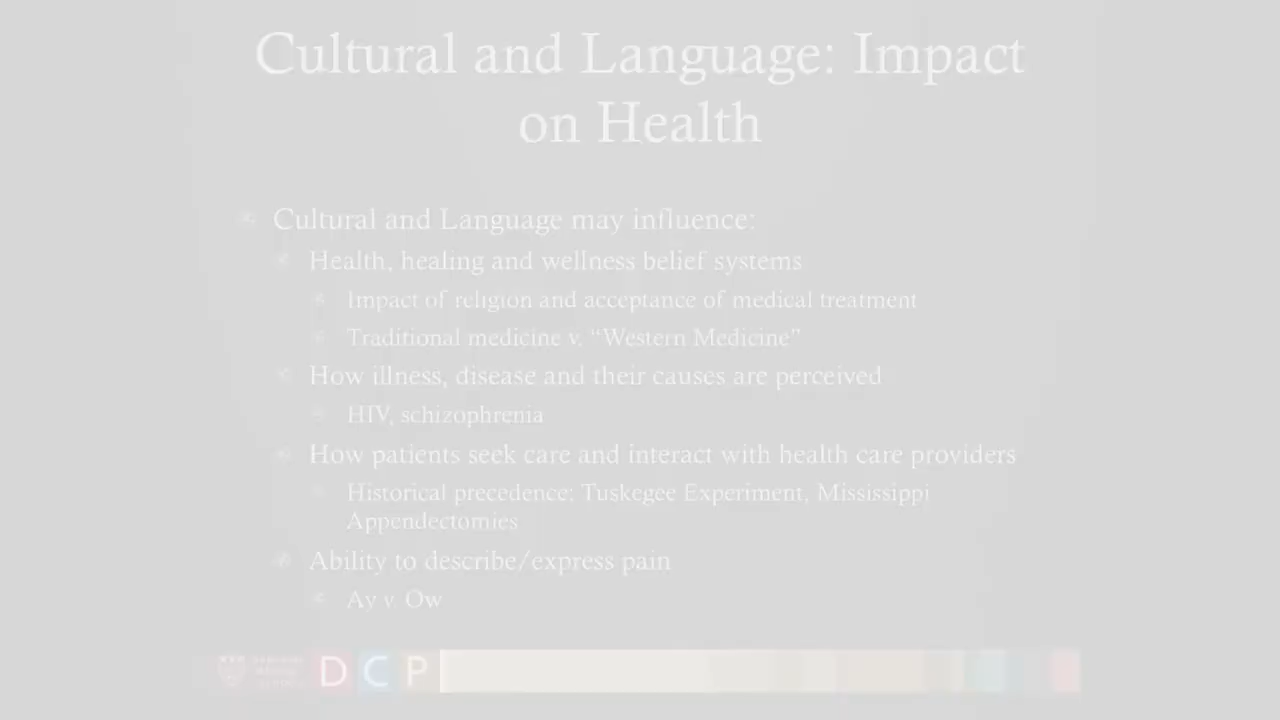 Cultural and Language: Impact
on Health
Cultural and Language may influence:
Health, healing and wellness belief systems
Impact of religion and acceptance of medical treatment
Traditional medicine v. “Western Medicine”
How illness, disease and their causes are perceived
HIV, schizophrenia
How patients seek care and interact with health care providers
Historical precedence: Tuskegee Experiment, Mississippi
Appendectomies
Ability to describe/express pain
Ay v. Ow
DCP